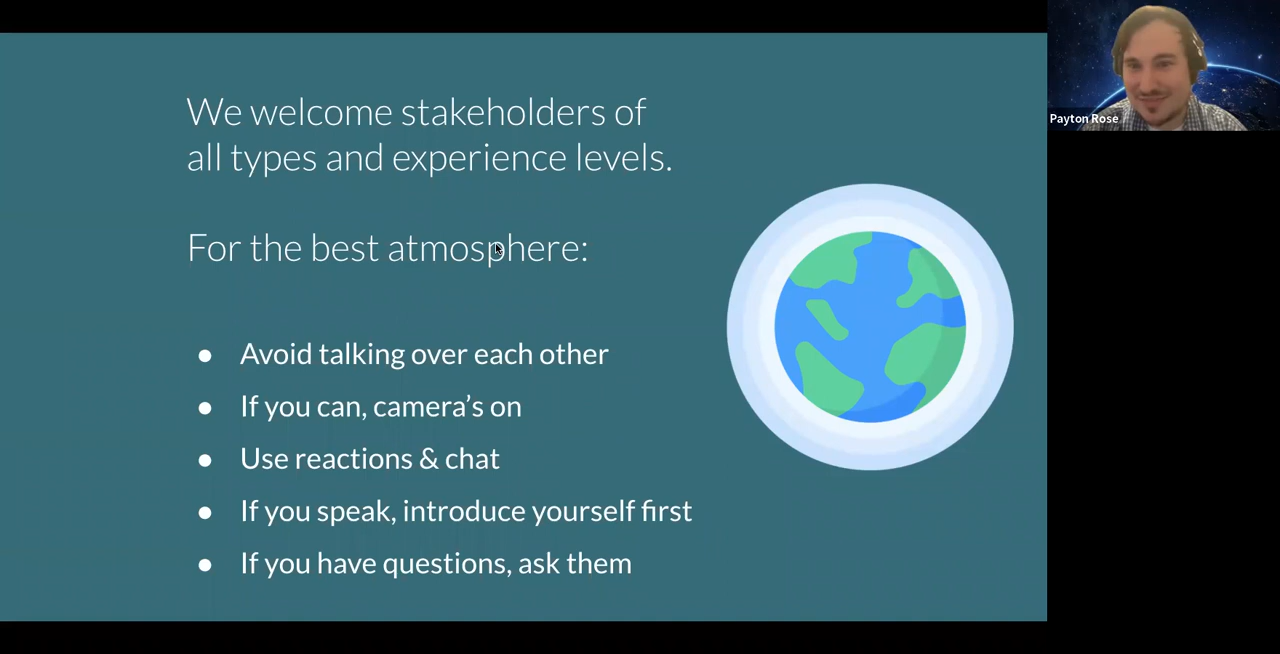 We welcome stakeholders of
all types and experience levels.
For the best atmosphere:
● Avoid talking over each other
● If you can, camera’s on
● Use reactions & chat
● If you speak, introduce yourself first
● If you have questions, ask them
Payton Rose